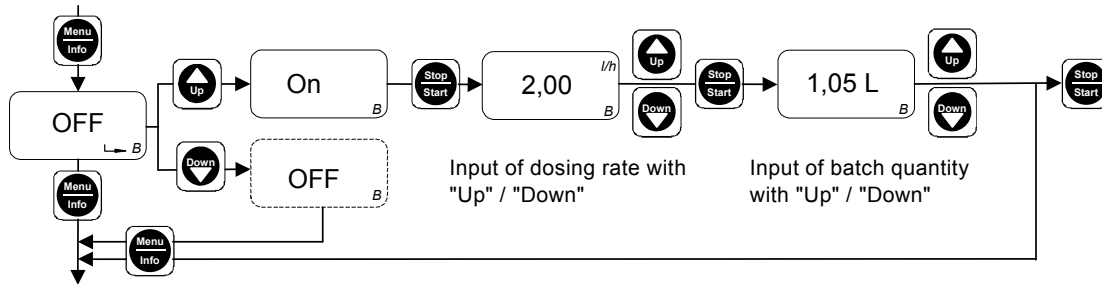 Menu
Info
OFF
B
Menu
Info
Up
On
B
Stop
Start
2,00
l/h
B
Up
Down
Stop
Start
1,05 L
B
Up
Down
Stop
Start
Down
OFF
B
Input of dosing rate with
"Up" / "Down"
Input of batch quantity
with "Up" / "Down"
Menu
Info